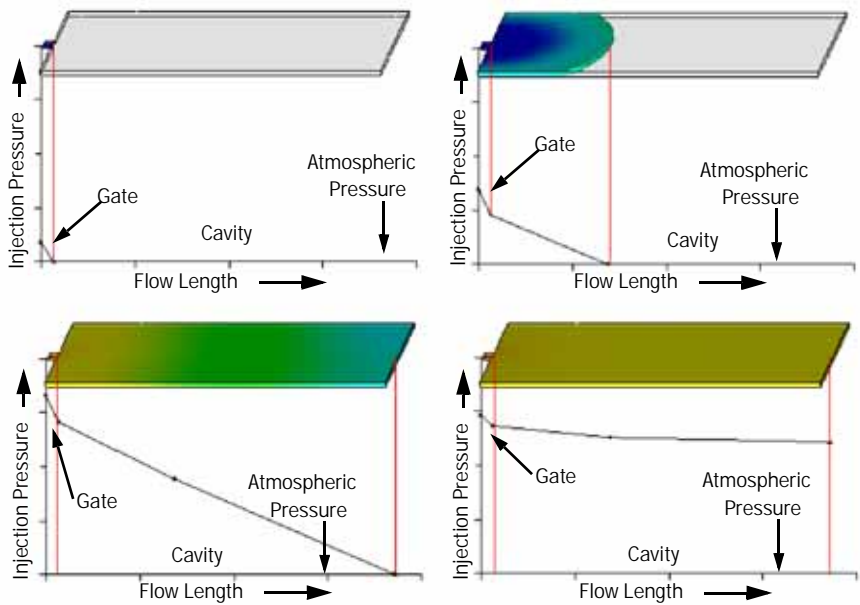 Injection Pressure
Gate
Atmospheric
Pressure
Cavity
Flow Length
Injection Pressure
Gate
Atmospheric
Pressure
Cavity
Flow Length
Injection Pressure
Gate
Atmospheric
Pressure
Cavity
Flow Length
Injection Pressure
Gate
Atmospheric
Pressure
Cavity
Flow Length